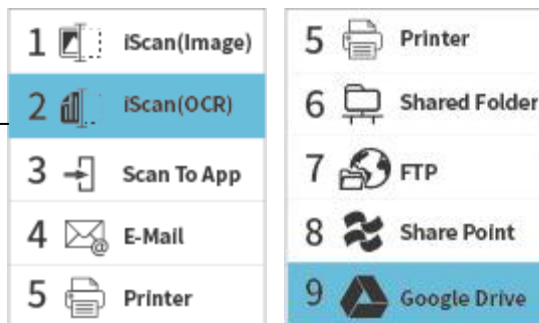 1 iScan(Image)
2 iScan(OCR)
3 Scan To App
4 E-Mail
5 Printer
5 Printer
6 Shared Folder
7 FTP
8 Share Point
9 Google Drive